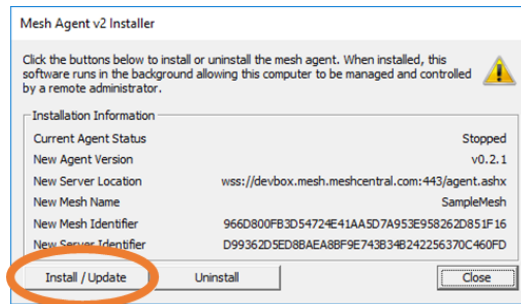 Mesh Agent v2 Installer
Click the buttons below to install or uninstall the mesh agent. When installed, this
software runs in the background allowing this computer to be managed and controlled
by a remote administrator.
Installation Information
Current Agent Status Stopped
New Agent Version v0.2.1
New Server Location wss://devbox.mesh.meshcentral.com:443/agent.ashx
New Mesh Name SampleMesh
New Mesh Identifier 966D800FB3D54724E41AA5D7A953E958262D851F16
New Server Identifier D99362D5ED8BAEA8BF9E743B34B242256370C460FD
Install / Update Uninstall Close